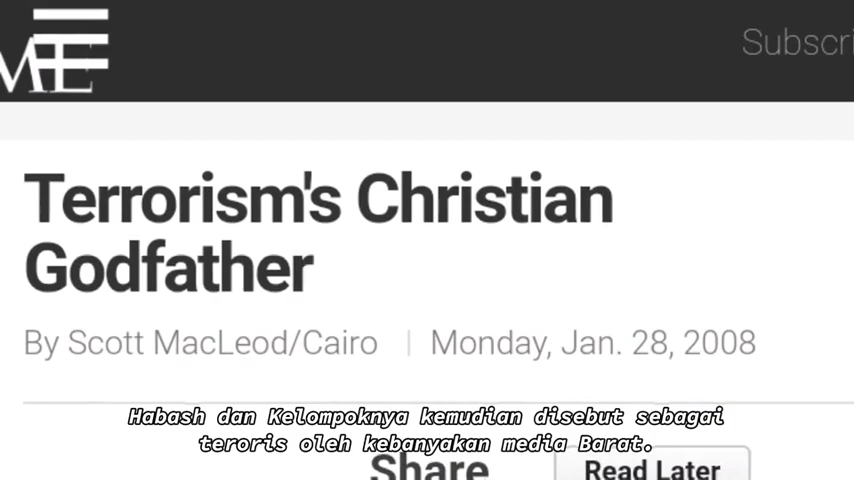 Subscri
Terrorism's Christian
Godfather
By Scott MacLeod/Cairo | Monday, Jan. 28, 2008
Habash dan Kelompoknya kemudian disebut sebagai
teroris oleh kebanyakan media Barat.
Share Read Later